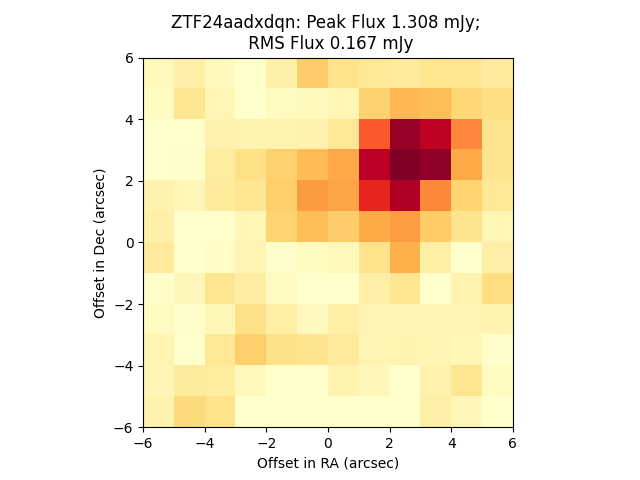 ZTF24aadxdqn: Peak Flux 1.308 mJy;
RMS Flux 0.167 mJy
6
4
2
0
−2
−4
−6
Offset in Dec (arcsec)
−6 −4 −2 0 2 4 6
Offset in RA (arcsec)